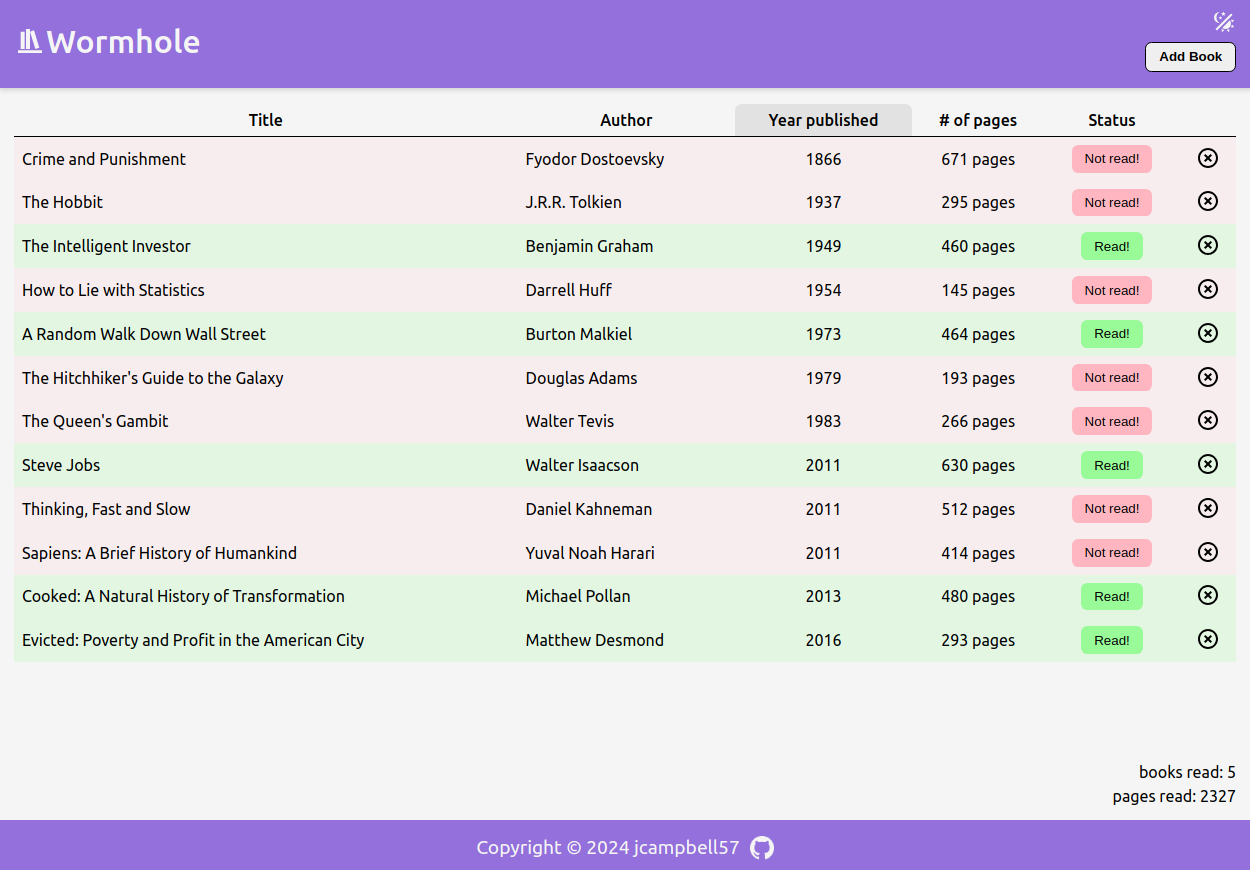 Wormhole
Add Book
Title Author Year published # of pages Status
Crime and Punishment Fyodor Dostoevsky 1866 671 pages Not read!
The Hobbit J.R.R. Tolkien 1937 295 pages Not read!
The Intelligent Investor Benjamin Graham 1949 460 pages Read!
How to Lie with Statistics Darrell Huff 1954 145 pages Not read!
A Random Walk Down Wall Street Burton Malkiel 1973 464 pages Read!
The Hitchhiker's Guide to the Galaxy Douglas Adams 1979 193 pages Not read!
The Queen's Gambit Walter Tevis 1983 266 pages Not read!
Steve Jobs Walter Isaacson 2011 630 pages Read!
Thinking, Fast and Slow Daniel Kahneman 2011 512 pages Not read!
Sapiens: A Brief History of Humankind Yuval Noah Harari 2011 414 pages Not read!
Cooked: A Natural History of Transformation Michael Pollan 2013 480 pages Read!
Evicted: Poverty and Profit in the American City Matthew Desmond 2016 293 pages Read!
books read: 5
pages read: 2327
Copyright © 2024 jcampbell57